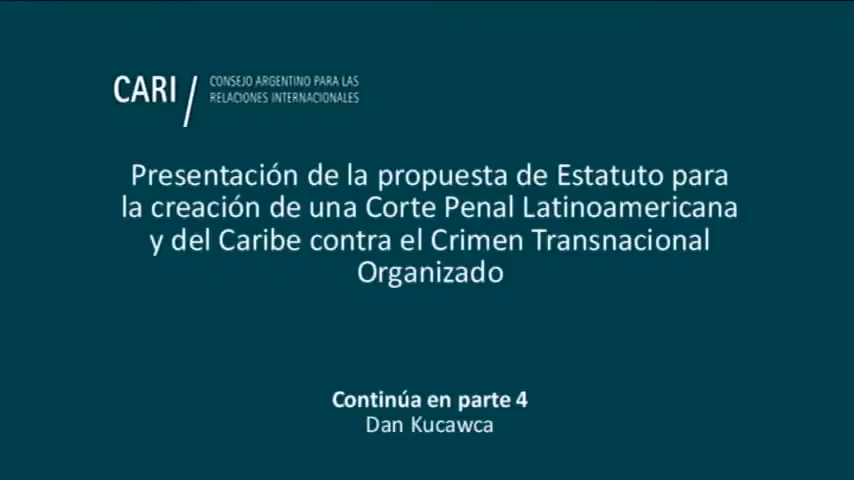 CARI
CONSEJO ARGENTINO PARA LAS
RELACIONES INTERNACIONALES
Presentación de la propuesta de Estatuto para
la creación de una Corte Penal Latinoamericana
y del Caribe contra el Crimen Transnacional
Organizado
Continúa en parte 4
Dan Kucawca